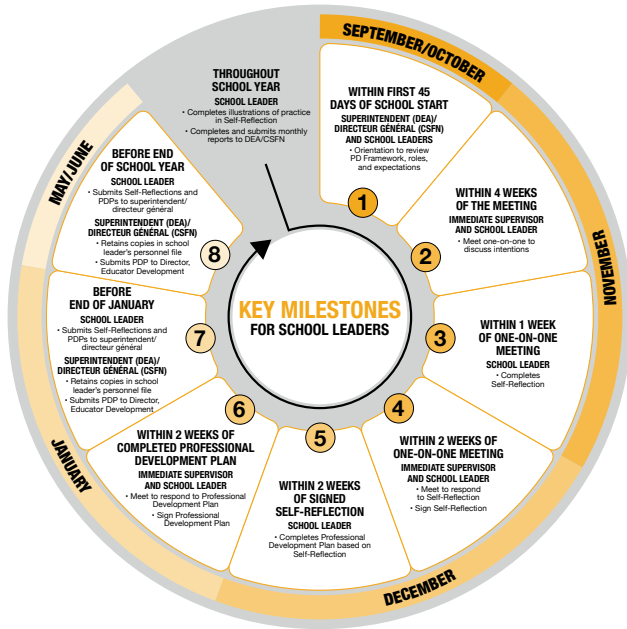 KEY MILESTONES
FOR SCHOOL LEADERS
THROUGHOUT
SCHOOL YEAR
SCHOOL LEADER
• Completes illustrations of practice
in Self-Reflection
• Completes and submits monthly
reports to DEA/CSFN
SEPTEMBER/OCTOBER
WITHIN FIRST 45
DAYS OF SCHOOL START
SUPERINTENDENT (DEA)/
DIRECTEUR GÉNÉRAL (CSFN)
AND SCHOOL LEADERS
• Orientation to review
PD Framework, roles,
and expectations
1
NOVEMBER
WITHIN 4 WEEKS
OF THE MEETING
IMMEDIATE SUPERVISOR
AND SCHOOL LEADER
• Meet one-on-one to
discuss intentions
2
WITHIN 1 WEEK
OF ONE-ON-ONE
MEETING
SCHOOL LEADER
• Completes
Self-Reflection
3
DECEMBER
WITHIN 2 WEEKS OF
ONE-ON-ONE MEETING
IMMEDIATE SUPERVISOR
AND SCHOOL LEADER
• Meet to respond
to Self-Reflection
• Sign Self-Reflection
4
WITHIN 2 WEEKS
OF SIGNED
SELF-REFLECTION
SCHOOL LEADER
• Completes Professional
Development Plan based on
Self-Reflection
5
JANUARY
WITHIN 2 WEEKS OF
COMPLETED PROFESSIONAL
DEVELOPMENT PLAN
IMMEDIATE SUPERVISOR
AND SCHOOL LEADER
• Meet to respond to Professional
Development Plan
• Sign Professional
Development Plan
6
BEFORE
END OF JANUARY
SCHOOL LEADER
• Submits Self-Reflections and
PDPs to superintendent/
directeur général
SUPERINTENDENT (DEA)/
DIRECTEUR GÉNÉRAL (CSFN)
• Retains copies in school
leader's personnel file
• Submits PDP to Director,
Educator Development
7
MAY/JUNE
BEFORE END
OF SCHOOL YEAR
SCHOOL LEADER
• Submits Self-Reflections and
PDPs to superintendent/
directeur général
SUPERINTENDENT (DEA)/
DIRECTEUR GÉNÉRAL (CSFN)
• Retains copies in school
leader's personnel file
• Submits PDP to Director,
Educator Development
8